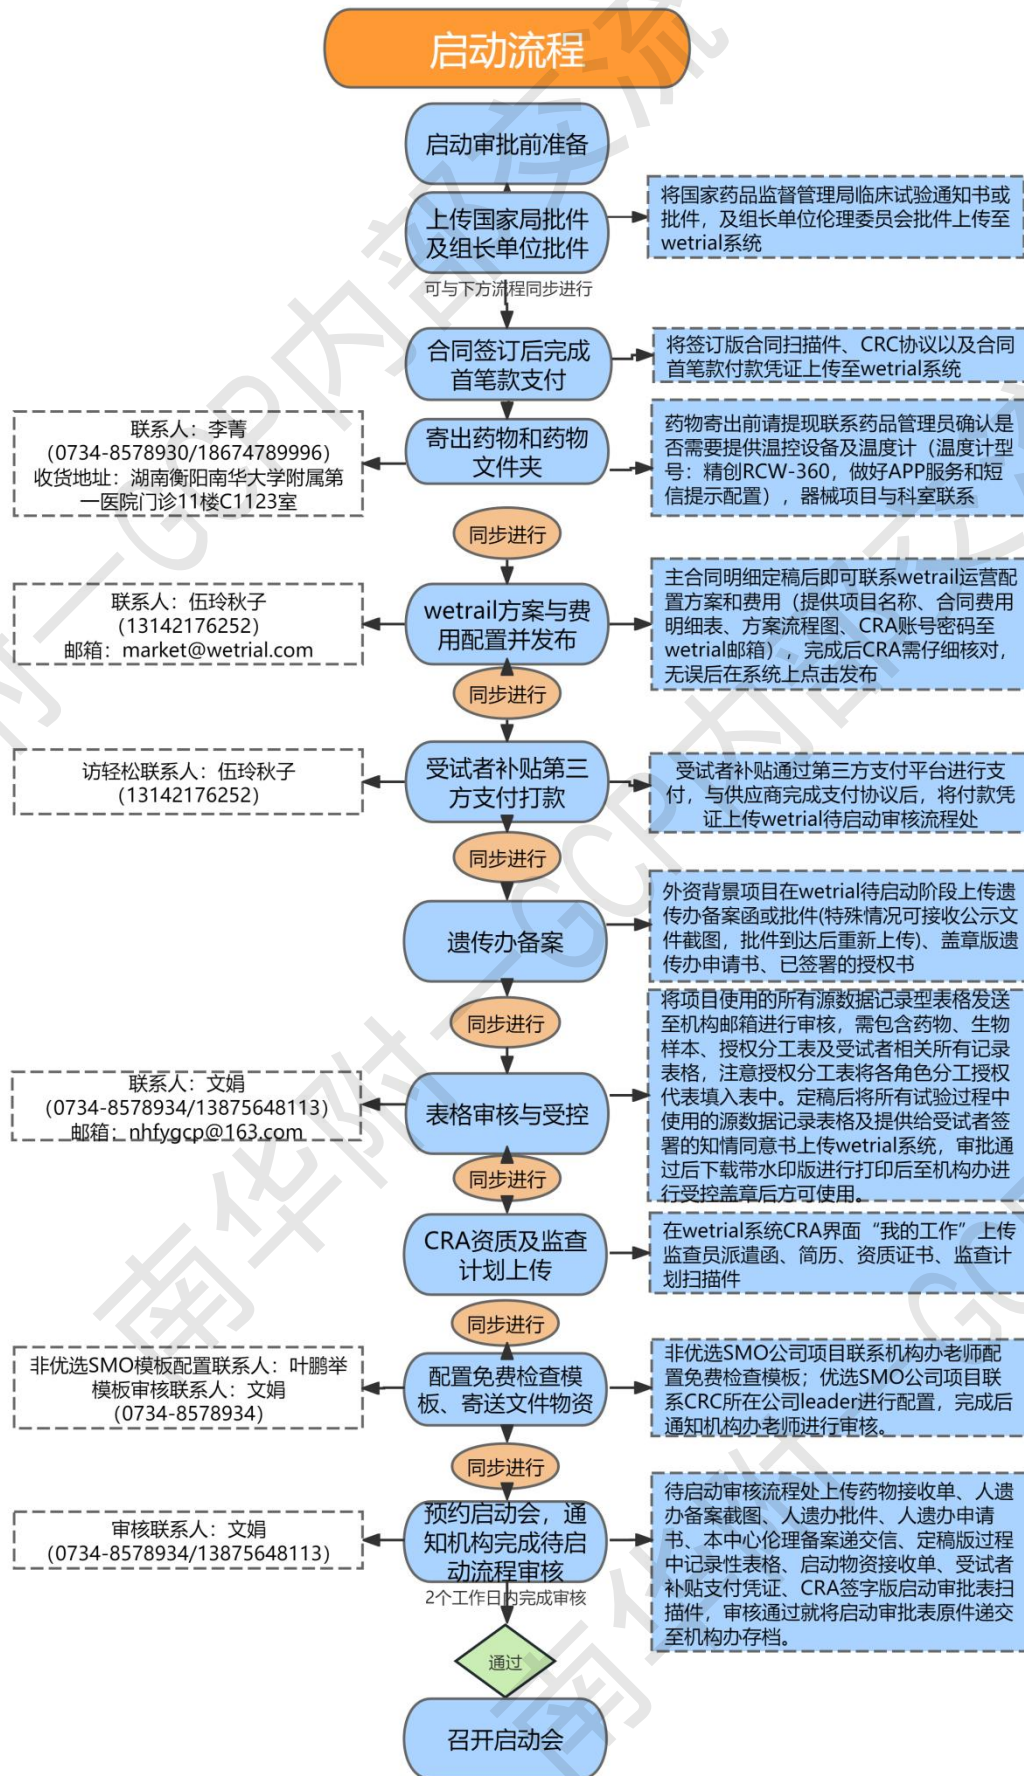 启动流程
启动审批前准备
上传国家局批件
及组长单位批件
将国家药品监督管理局临床试验通知书或
批件，及组长单位伦理委员会批件上传至
wetrial系统
可与下方流程同步进行
合同签订后完成
首笔款支付
将签订版合同扫描件、CRC协议以及合同
首笔款付款凭证上传至wetrial系统
联系人：李菁
（0734-8578930/18674789996）
收货地址：湖南衡阳南华大学附属第
一医院门诊11楼C1123室
寄出药物和药物
文件夹
药物寄出前请提现联系药品管理员确认是
否需要提供温控设备及温度计（温度计型
号：精创RCW-360，做好APP服务和短
信提示配置），器械项目与科室联系
同步进行
联系人：伍玲秋子
（13142176252）
邮箱：market@wetrial.com
wetrail方案与费
用配置并发布
主合同明细定稿后即可联系wetrail运营配
置方案和费用（提供项目名称、合同费用
明细表、方案流程图、CRA账号密码至
wetrial邮箱），完成后CRA需仔细核对，
无误后在系统上点击发布
同步进行
访轻松联系人：伍玲秋子
（13142176252）
受试者补贴第三
方支付打款
受试者补贴通过第三方支付平台进行支
付，与供应商完成支付协议后，将付款凭
证上传wetrial待启动审核流程处
同步进行
遗传办备案
外资背景项目在wetrial待启动阶段上传遗
传办备案函或批件(特殊情况可接收公示文
件截图，批件到达后重新上传)、盖章版遗
传办申请书、已签署的授权书
同步进行
联系人：文娟
（0734-8578934/13875648113）
邮箱：nhfygcp@163.com
表格审核与受控
将项目使用的所有源数据记录型表格发送
至机构邮箱进行审核，需包含药物、生物
样本、授权分工表及受试者相关所有记录
表格，注意授权分工表将各角色分工授权
代表填入表中。定稿后将所有试验过程中
使用的源数据记录表格及提供给受试者签
署的知情同意书上传wetrial系统，审批通
过后下载带水印版进行打印后至机构办进
行受控盖章后方可使用。
同步进行
CRA资质及监查
计划上传
在wetrial系统CRA界面“我的工作”上传
监查员派遣函、简历、资质证书、监查计
划扫描件
同步进行
非优选SMO模板配置联系人：叶鹏举
模板审核联系人：文娟
（0734-8578934）
配置免费检查模
板、寄送文件物资
非优选SMO公司项目联系机构办老师配
置免费检查模板；优选SMO公司项目联
系CRC所在公司leader进行配置，完成后
通知机构办老师进行审核。
同步进行
审核联系人：文娟
（0734-8578934/13875648113）
预约启动会，通
知机构完成待启
动流程审核
待启动审核流程处上传药物接收单、人遗
办备案截图、人遗办批件、人遗办申请
书、本中心伦理备案递交信、定稿版过程
中记录性表格、启动物资接收单、受试者
补贴支付凭证、CRA签字版启动审批表扫
描件，审核通过就将启动审批表原件递交
至机构办存档。
2个工作日内完成审核
通过
召开启动会
南华附一GCP内部交流